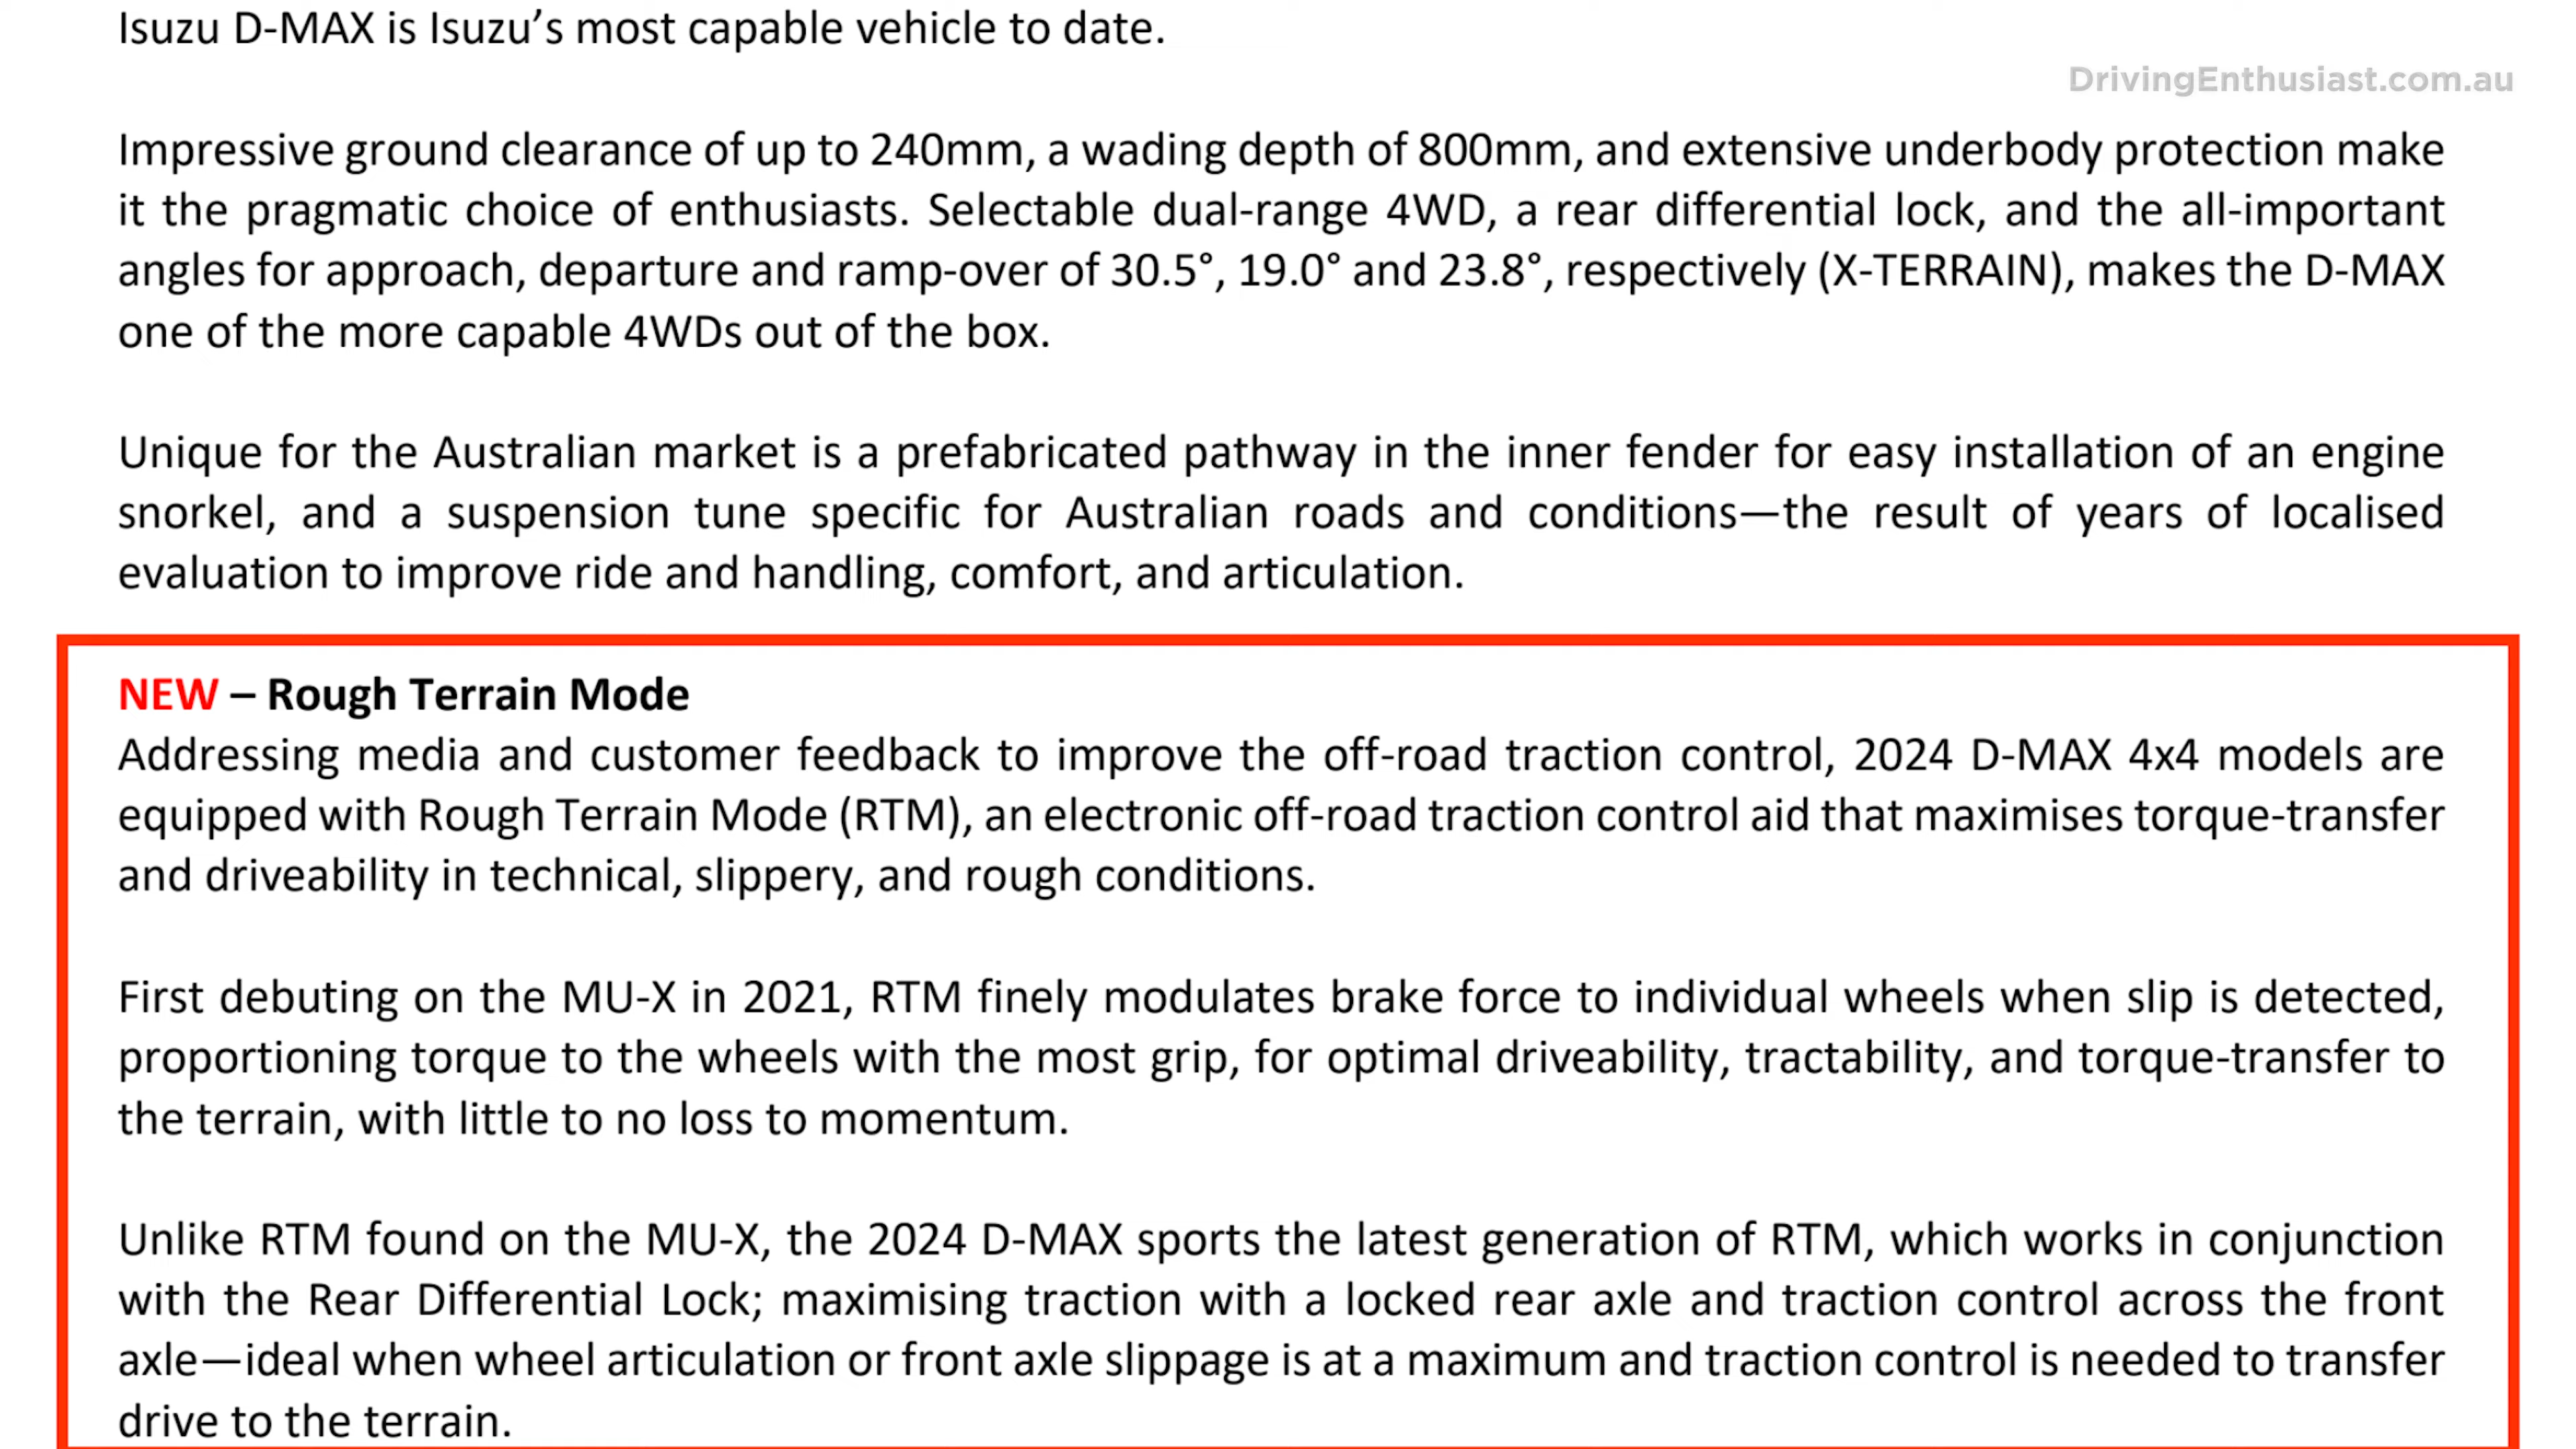 Isuzu D-MAX is Isuzu's most capable vehicle to date.
DrivingEnthusiast.com.au
Impressive ground clearance of up to 240mm, a wading depth of 800mm, and extensive underbody protection make
it the pragmatic choice of enthusiasts. Selectable dual-range 4WD, a rear differential lock, and the all-important
angles for approach, departure and ramp-over of 30.5°, 19.0° and 23.8°, respectively (X-TERRAIN), makes the D-MAX
one of the more capable 4WDs out of the box.
Unique for the Australian market is a prefabricated pathway in the inner fender for easy installation of an engine
snorkel, and a suspension tune specific for Australian roads and conditions—the result of years of localised
evaluation to improve ride and handling, comfort, and articulation.
NEW – Rough Terrain Mode
Addressing media and customer feedback to improve the off-road traction control, 2024 D-MAX 4x4 models are
equipped with Rough Terrain Mode (RTM), an electronic off-road traction control aid that maximises torque-transfer
and driveability in technical, slippery, and rough conditions.
First debuting on the MU-X in 2021, RTM finely modulates brake force to individual wheels when slip is detected,
proportioning torque to the wheels with the most grip, for optimal driveability, tractability, and torque-transfer to
the terrain, with little to no loss to momentum.
Unlike RTM found on the MU-X, the 2024 D-MAX sports the latest generation of RTM, which works in conjunction
with the Rear Differential Lock; maximising traction with a locked rear axle and traction control across the front
axle—ideal when wheel articulation or front axle slippage is at a maximum and traction control is needed to transfer
drive to the terrain.